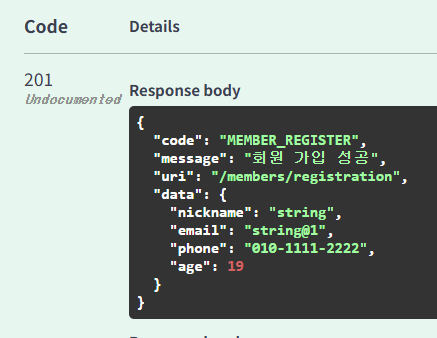 Code Details
201
Undocumented
Response body
{
"code": "MEMBER_REGISTER",
"message": "회원 가입 성공",
"uri": "/members/registration",
"data": {
"nickname": "string",
"email": "string@1",
"phone": "010-1111-2222",
"age": 19
}
}